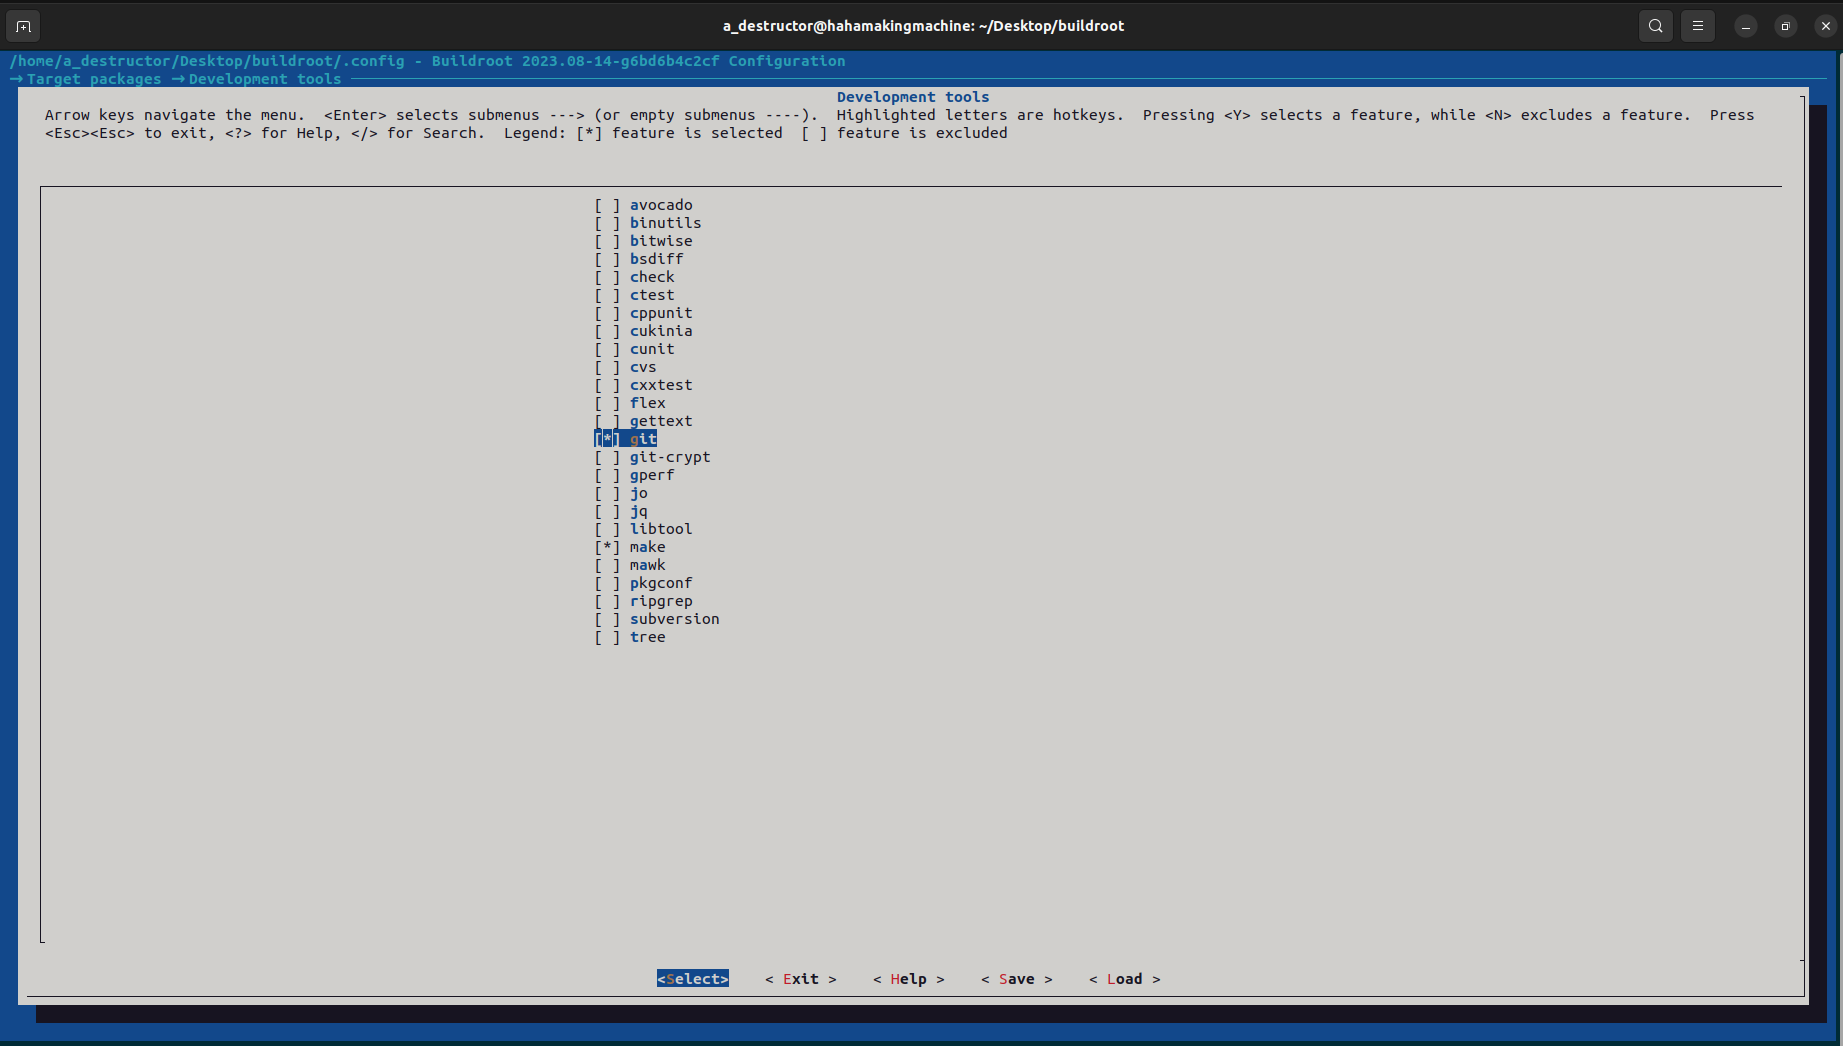 a_destructor@hahamakingmachine: ~/Desktop/buildroot
/home/a_destructor/Desktop/buildroot/.config - Buildroot 2023.08-14-g6bd6b4c2cf Configuration
→ Target packages → Development tools
Development tools
Arrow keys navigate the menu.  <Enter> selects submenus ---> (or empty submenus ----).  Highlighted letters are hotkeys.  Pressing <Y> selects a feature, while <N> excludes a feature.  Press
<Esc><Esc> to exit, <?> for Help, </> for Search.  Legend: [*] feature is selected  [ ] feature is excluded
[ ] avocado
[ ] binutils
[ ] bitwise
[ ] bsdiff
[ ] check
[ ] ctest
[ ] cppunit
[ ] cukinia
[ ] cunit
[ ] cvs
[ ] cxxtest
[ ] flex
[ ] gettext
[*] git
[ ] git-crypt
[ ] gperf
[ ] jo
[ ] jq
[ ] libtool
[*] make
[ ] mawk
[ ] pkgconf
[ ] ripgrep
[ ] subversion
[ ] tree
<Select>    < Exit >    < Help >    < Save >    < Load >